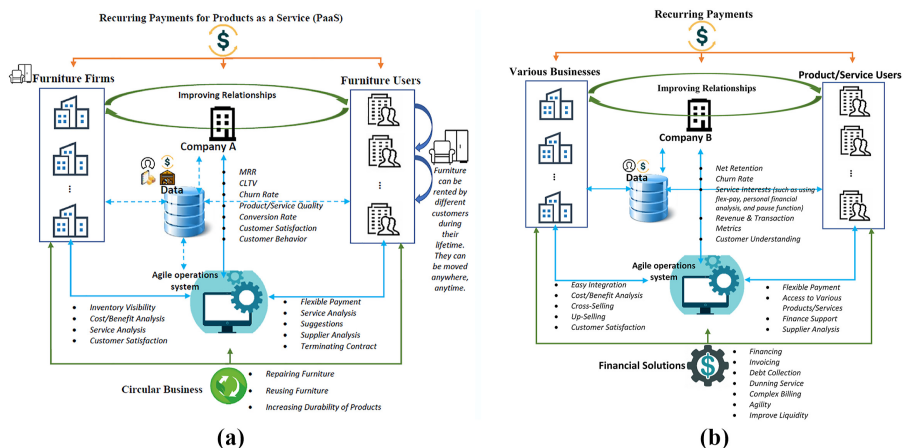 Recurring Payments for Products as a Service (PaaS)
$
Furniture Firms
Furniture Users
Improving Relationships
Company A
Data
MRR
CLTV
Churn Rate
Product/Service Quality
Conversion Rate
Customer Satisfaction
Customer Behavior
Furniture
can be
rented by
different
customers
during
their
lifetime.
They can
be moved
anywhere,
anytime.
Agile operations
system
Inventory Visibility
Cost/Benefit Analysis
Service Analysis
Customer Satisfaction
Flexible Payment
Service Analysis
Suggestions
Supplier Analysis
Terminating Contract
Circular Business
Repairing Furniture
Reusing Furniture
Increasing Durability of Products
(a)
Recurring Payments
$
Various Businesses
Product/Service Users
Improving Relationships
Company B
Data
Net Retention
Churn Rate
Service Interests (such as using
flex-pay, personal financial
analysis, and pause function)
Revenue & Transaction
Metrics
Customer Understanding
Agile operations
system
Easy Integration
Cost/Benefit Analysis
Cross-Selling
Up-Selling
Customer Satisfaction
Flexible Payment
Access to Various
Products/Services
Finance Support
Supplier Analysis
Financial Solutions
$
Financing
Invoicing
Debt Collection
Dunning Service
Complex Billing
Agility
Improve Liquidity
(b)